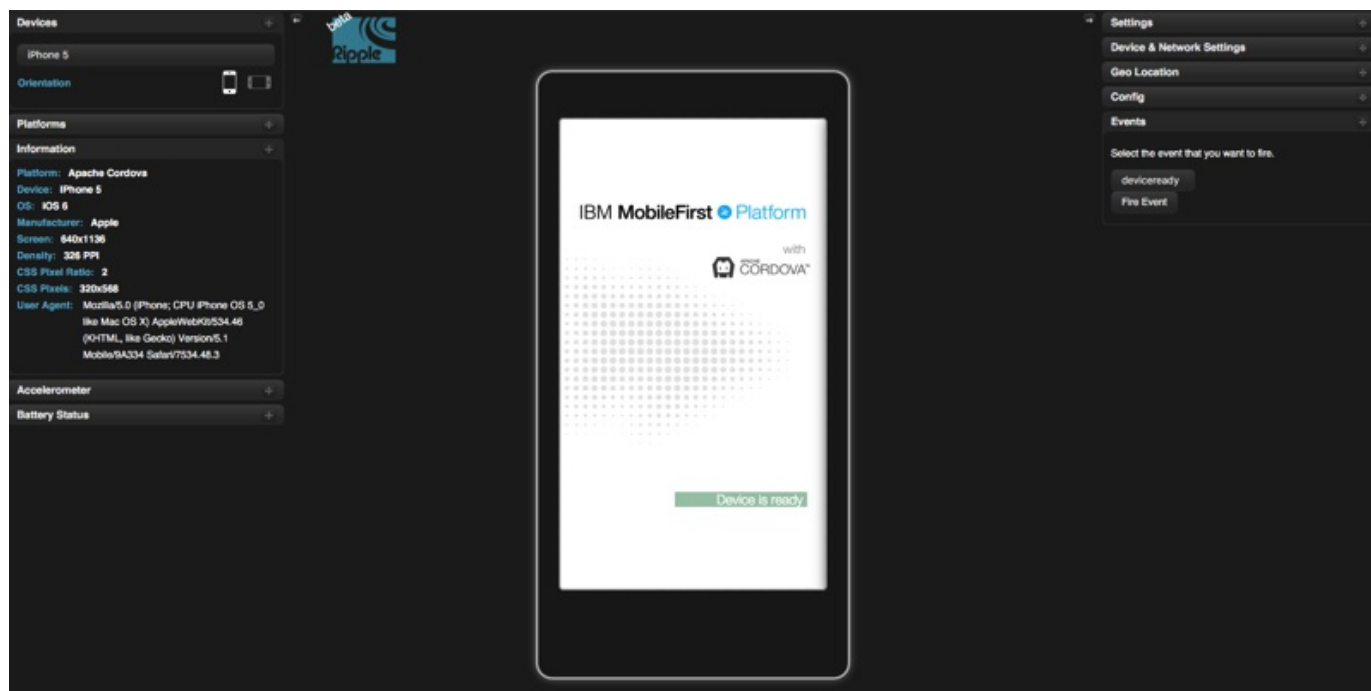 Devices
iPhone 5
Orientation
Platforms
Information
Platform: Apache Cordova
Device: iPhone 5
OS: iOS 6
Manufacturer: Apple
Screen: 640x1136
Density: 326 PPI
CSS Pixel Ratio: 2
CSS Pixels: 320x568
User Agent: Mozilla/5.0 (iPhone; CPU iPhone OS 5_0
like Mac OS X) AppleWebKit/534.46
(KHTML, like Gecko) Version/5.1
Mobile/9A334 Safari/7534.48.3
Accelerometer
Battery Status
beta
Ripple
IBM MobileFirst Platform
with
APACHE
CORDOVA™
Device is ready
Settings
Device & Network Settings
Geo Location
Config
Events
Select the event that you want to fire.
deviceready
Fire Event